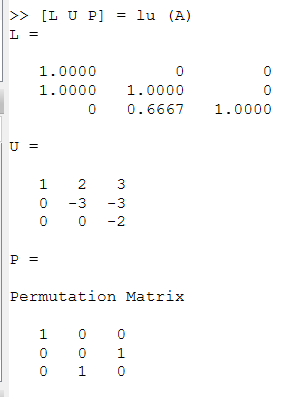 >> [L U P] = lu (A)
L =
1.0000 0 0
1.0000 1.0000 0
0 0.6667 1.0000
U =
1 2 3
0 -3 -3
0 0 -2
P =
Permutation Matrix
1 0 0
0 0 1
0 1 0